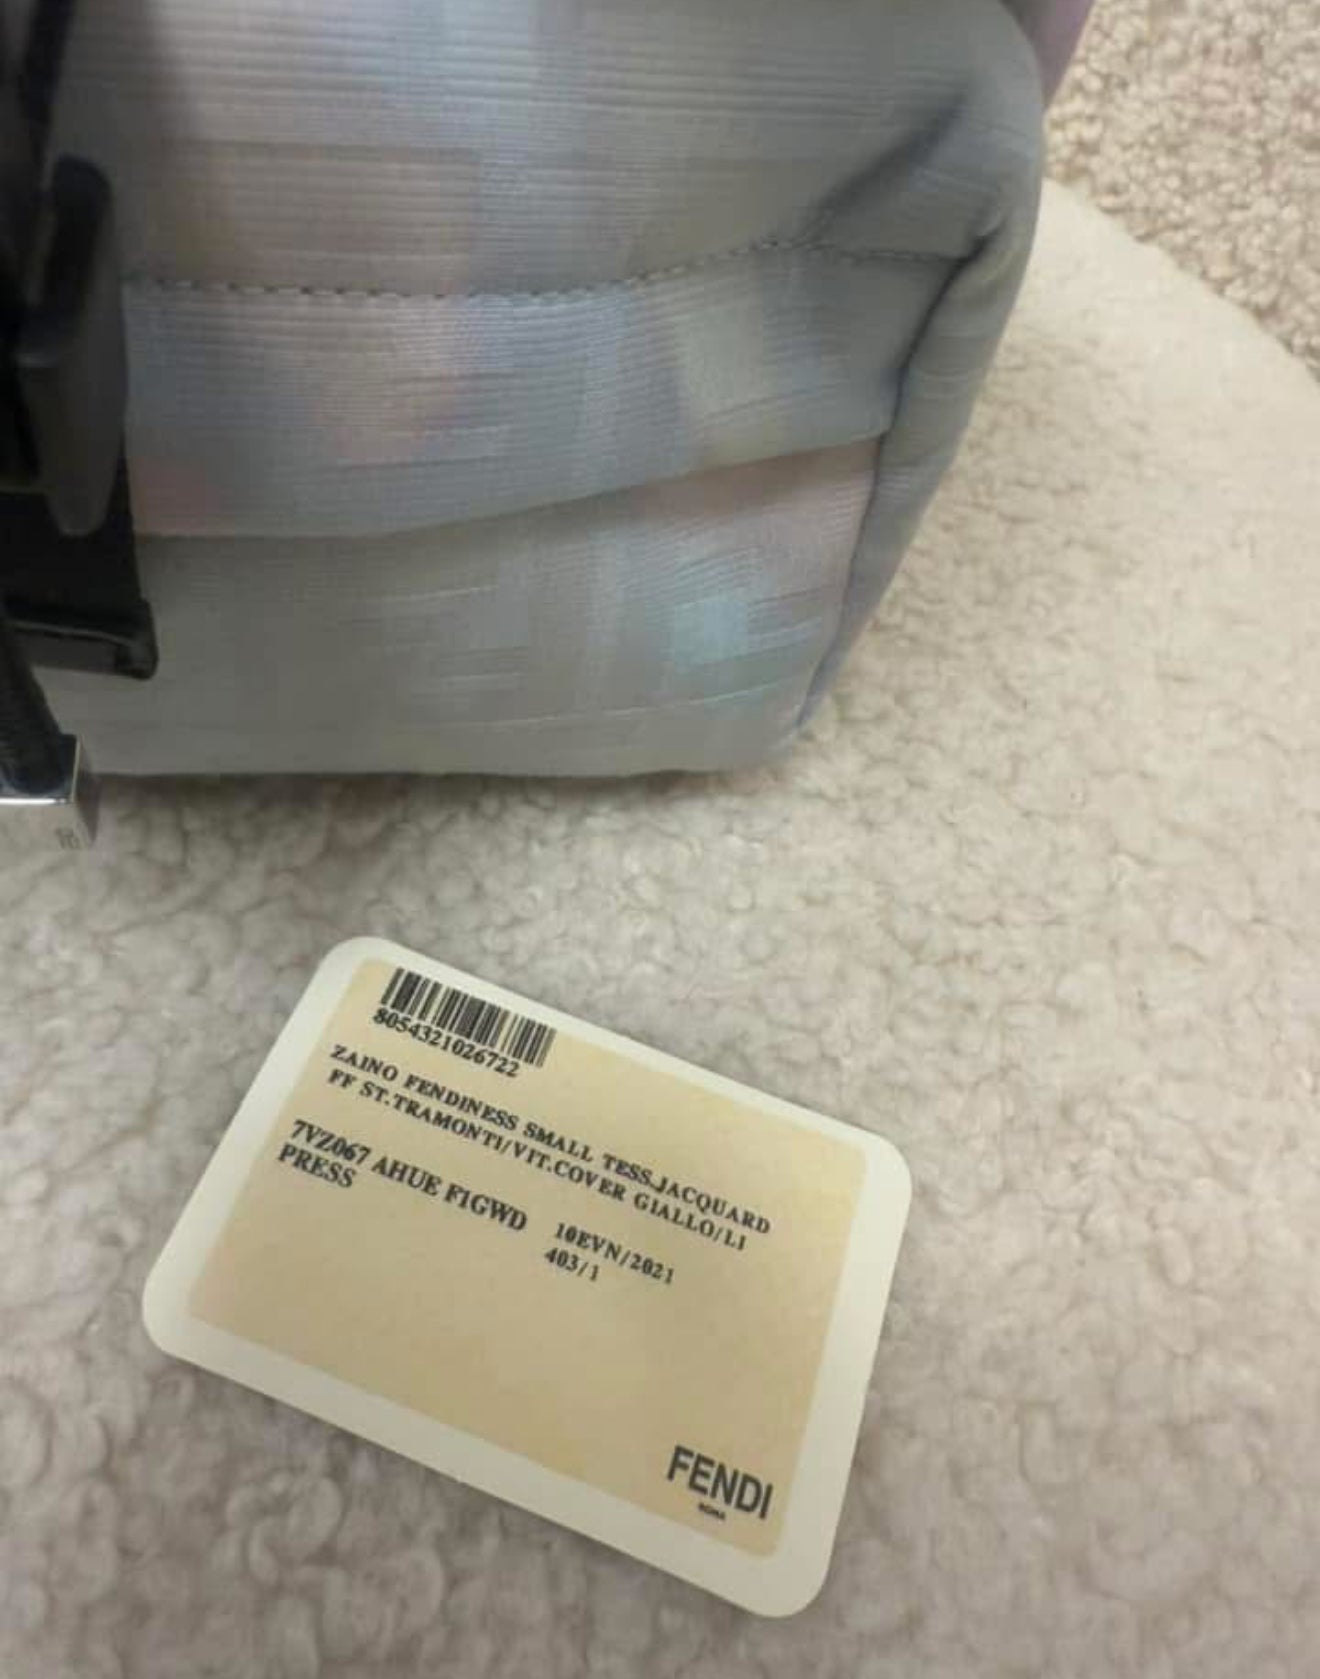 8054321026722
ZAINO FENDINESS SMALL TESS.JACQUARD
FF ST.TRAMONTI/VIT.COVER GIALLO/LI
7VZ067 AHUE F1GWD 10EVN/2021
PRESS 403/1
FENDI
ROMA